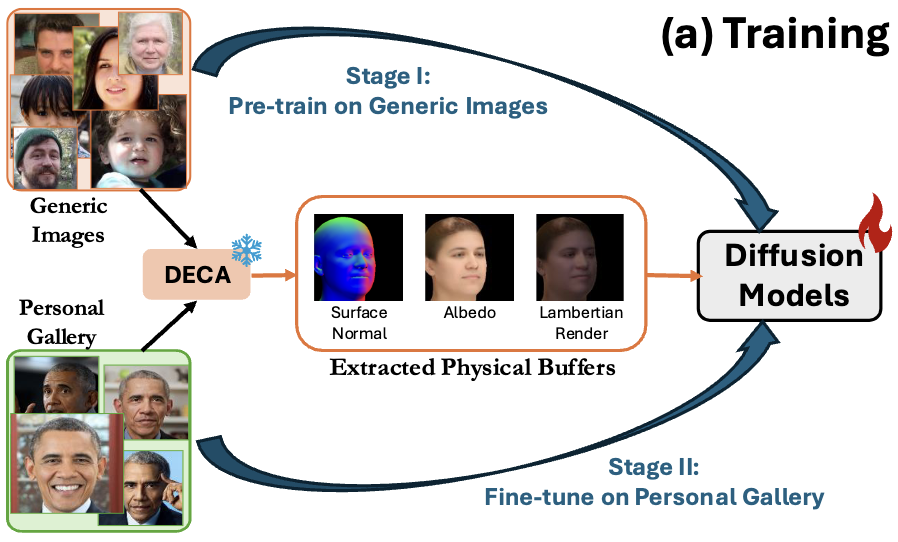 (a) Training
Stage I:
Pre-train on Generic Images
Generic
Images
DECA
Personal
Gallery
Surface
Normal
Albedo
Lambertian
Render
Extracted Physical Buffers
Diffusion
Models
Stage II:
Fine-tune on Personal Gallery